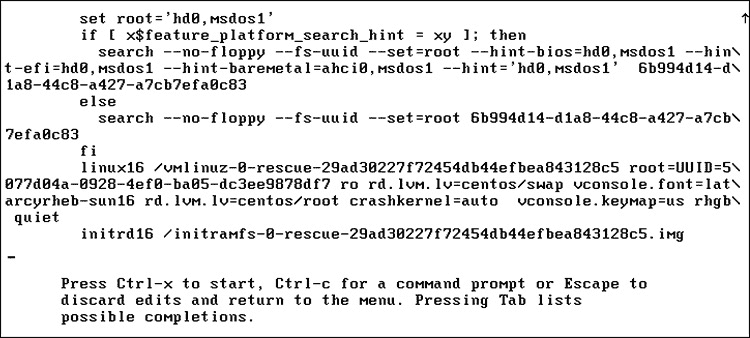 set root='hd0,msdos1'
if [ x$feature_platform_search_hint = xy ]; then
search --no-floppy --fs-uuid --set=root --hint-bios=hd0,msdos1 --hin\
t-efi=hd0,msdos1 --hint-baremetal=ahci0,msdos1 --hint='hd0,msdos1'  6b994d14-d\
1a8-44c8-a427-a7cb7efa0c83
else
search --no-floppy --fs-uuid --set=root 6b994d14-d1a8-44c8-a427-a7cb\
7efa0c83
fi
linux16 /vmlinuz-0-rescue-29ad30227f72454db44efbea843128c5 root=UUID=5\
077d04a-0928-4ef0-ba05-dc3ee9878df7 ro rd.lvm.lv=centos/swap vconsole.font=lat\
arcyrheb-sun16 rd.lvm.lv=centos/root crashkernel=auto  vconsole.keymap=us rhgb\
quiet
initrd16 /initramfs-0-rescue-29ad30227f72454db44efbea843128c5.img
Press Ctrl-x to start, Ctrl-c for a command prompt or Escape to
discard edits and return to the menu. Pressing Tab lists
possible completions.